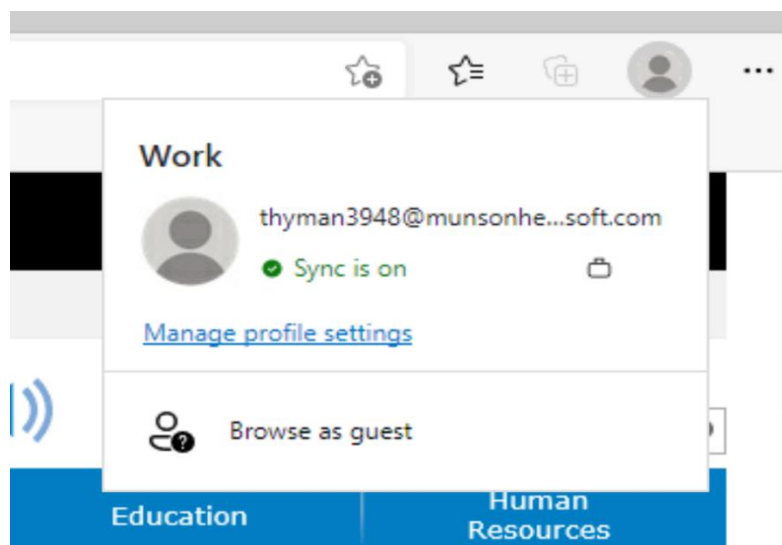 Work
thyman3948@munsonhe...soft.com
Sync is on
Manage profile settings
Browse as guest
Education
Human
Resources